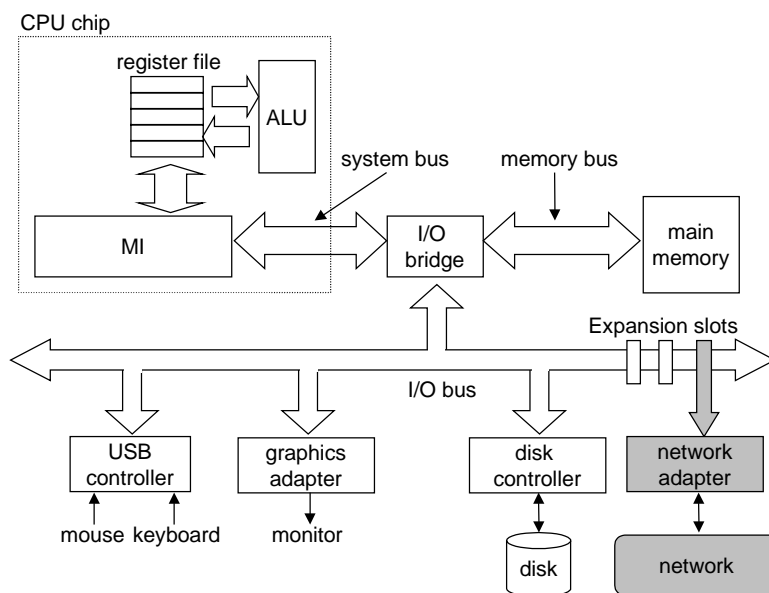 CPU chip
register file
ALU
system bus
memory bus
MI
I/O
bridge
main
memory
Expansion slots
I/O bus
USB
controller
graphics
adapter
disk
controller
network
adapter
mouse
keyboard
monitor
disk
network